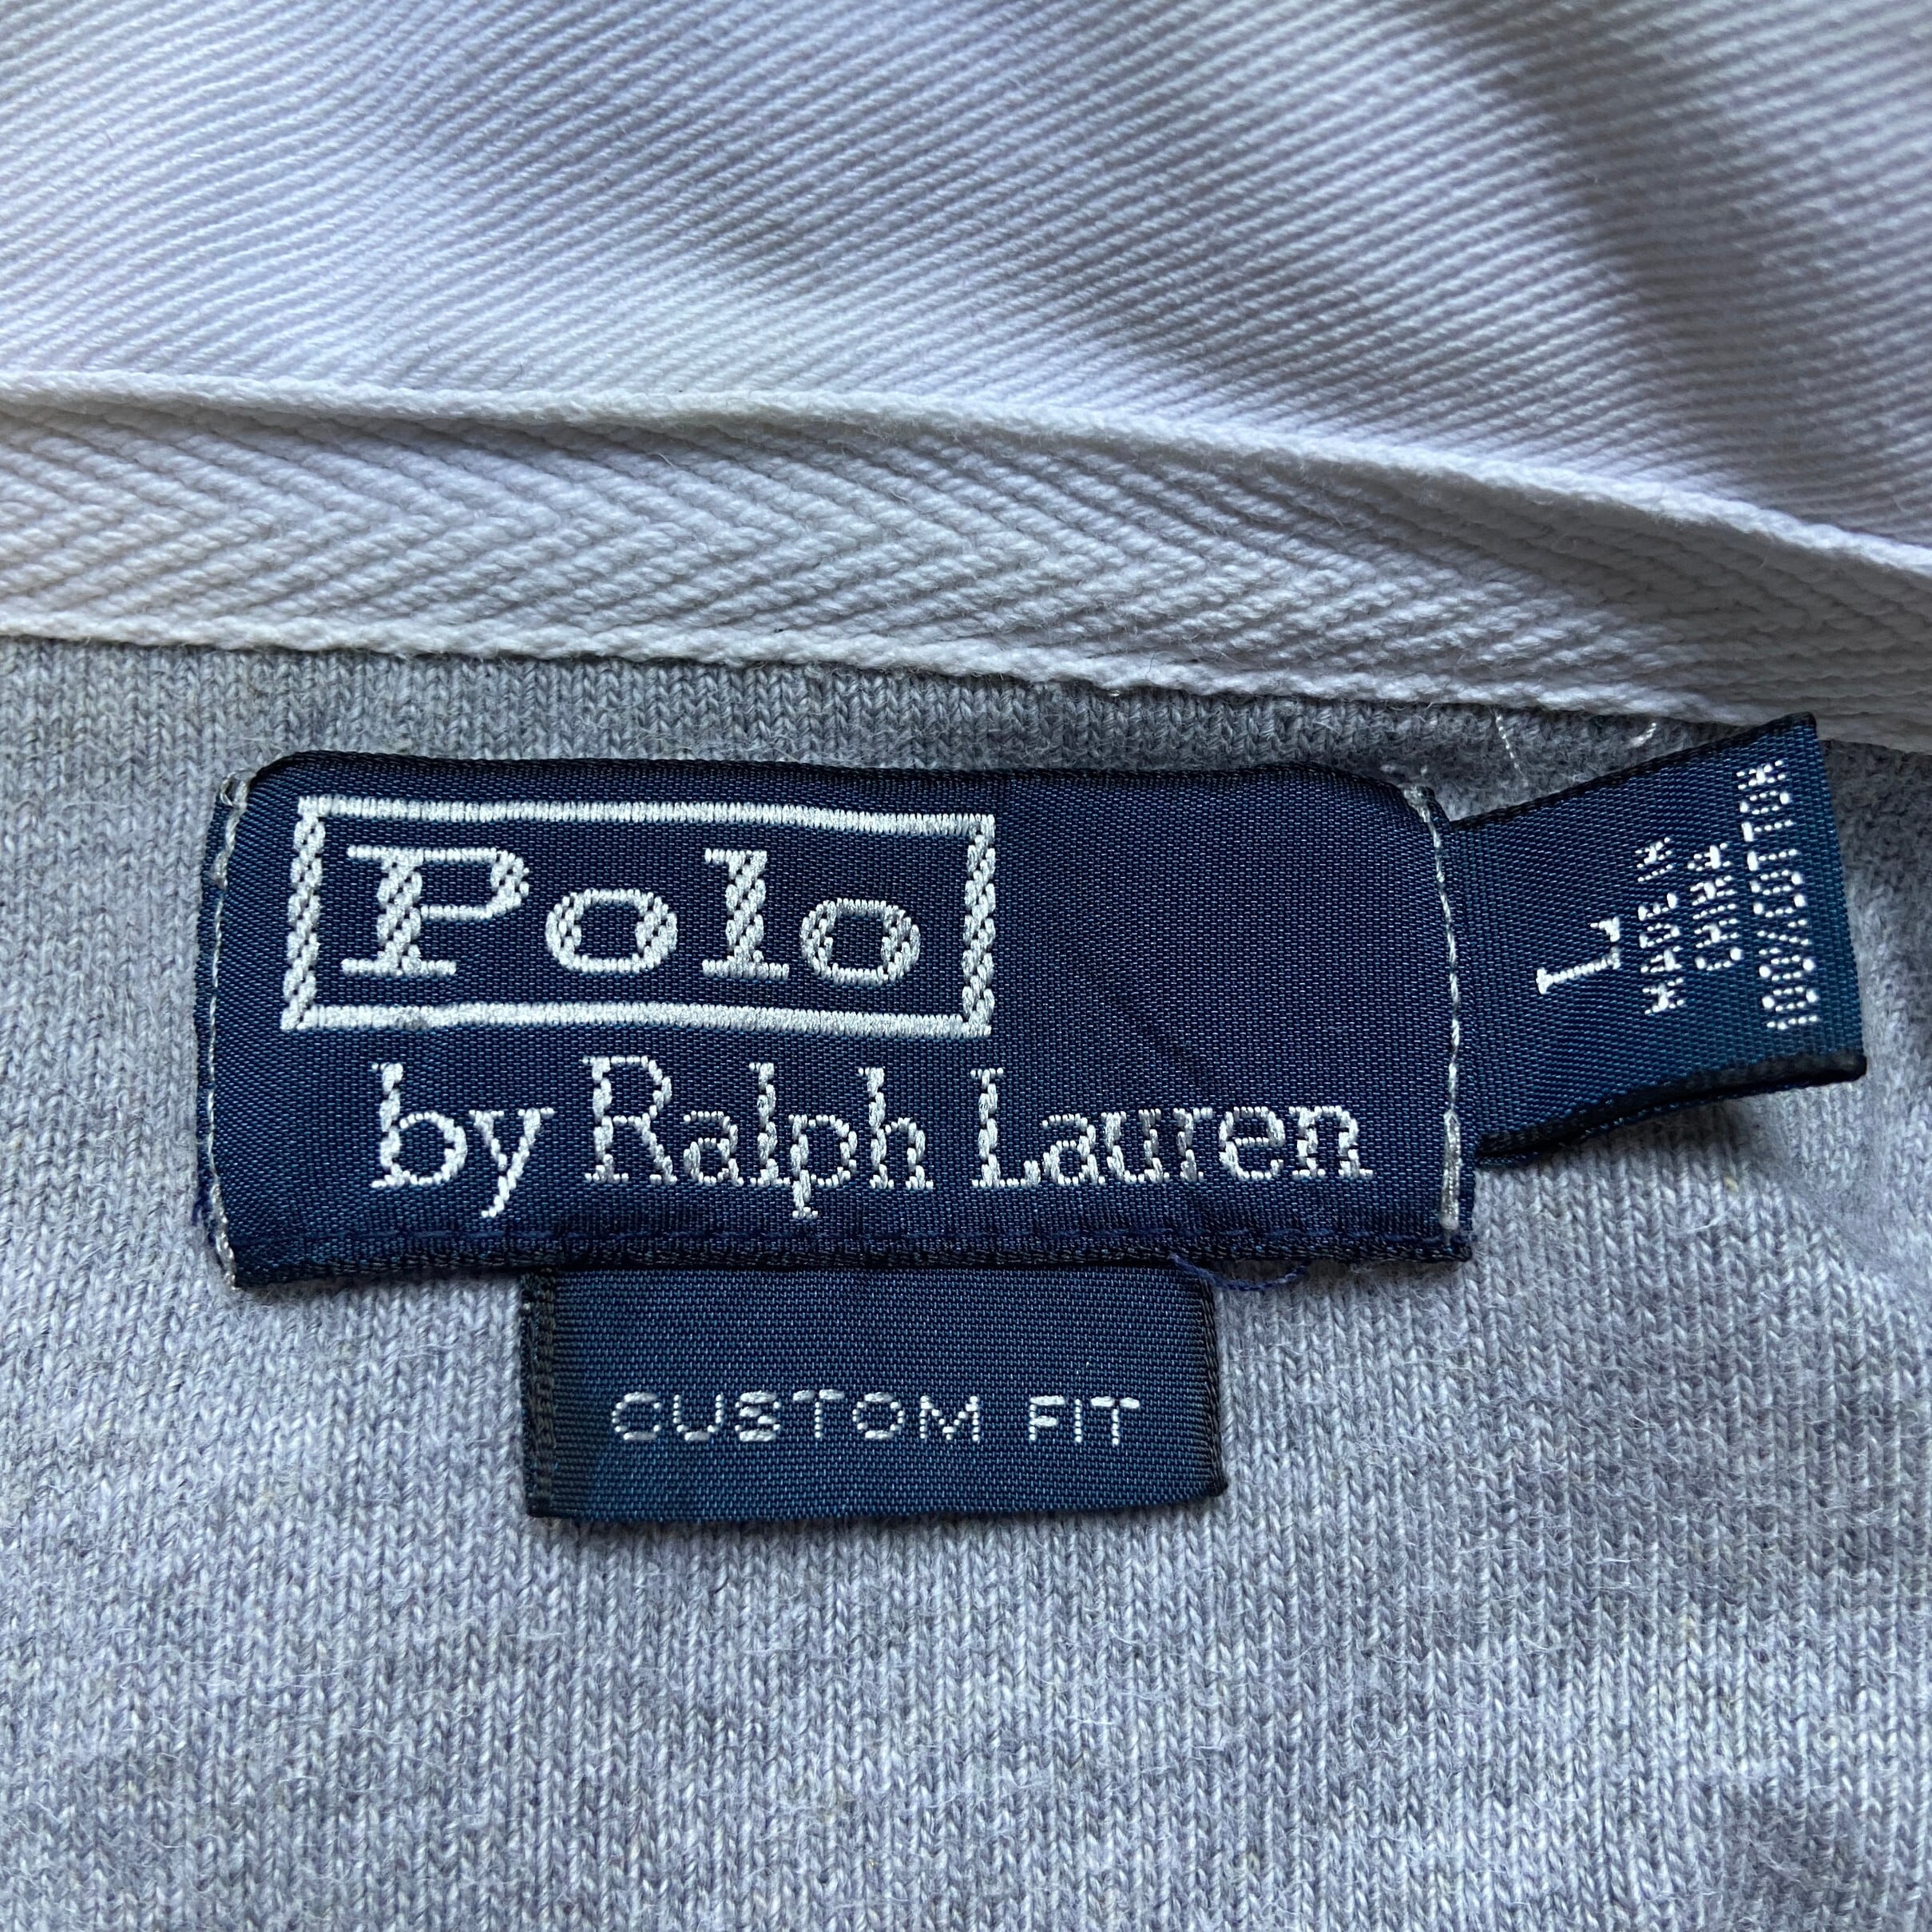 Polo
by Ralph Lauren
CUSTOM FIT
L
MADE IN
CHINA
100/COTTON